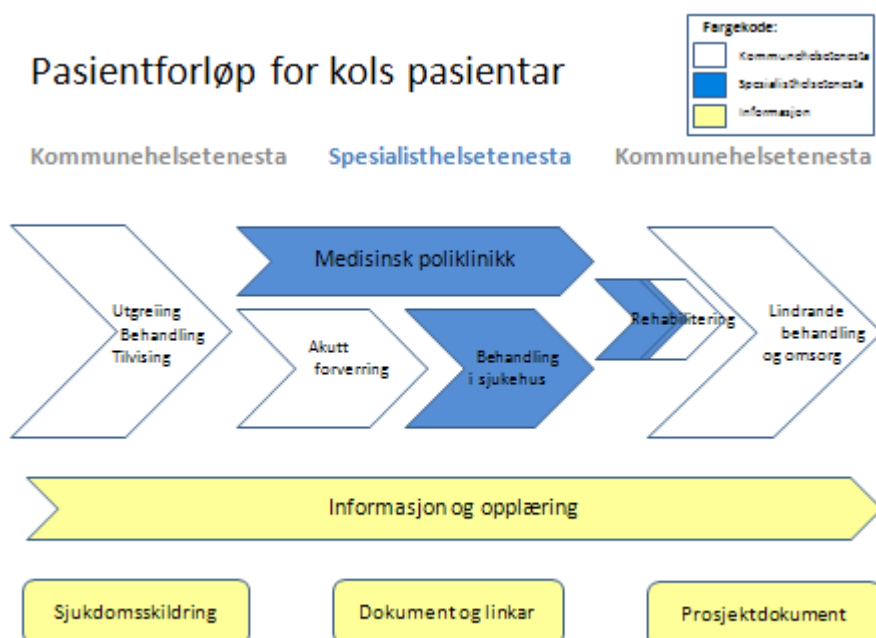 Pasientforløp for kols pasientar
Fargekode:
Kommunehelsetenesta
Spesialisthelsetenesta
Informasjon
Kommunehelsetenesta
Spesialisthelsetenesta
Kommunehelsetenesta
Medisinsk poliklinikk
Utgreiing
Behandling
Tilvising
Akutt
forverring
Behandling
i sjukehus
Rehabilitering
Lindrande
behandling
og omsorg
Informasjon og opplæring
Sjukdomsskildring
Dokument og linkar
Prosjektdokument